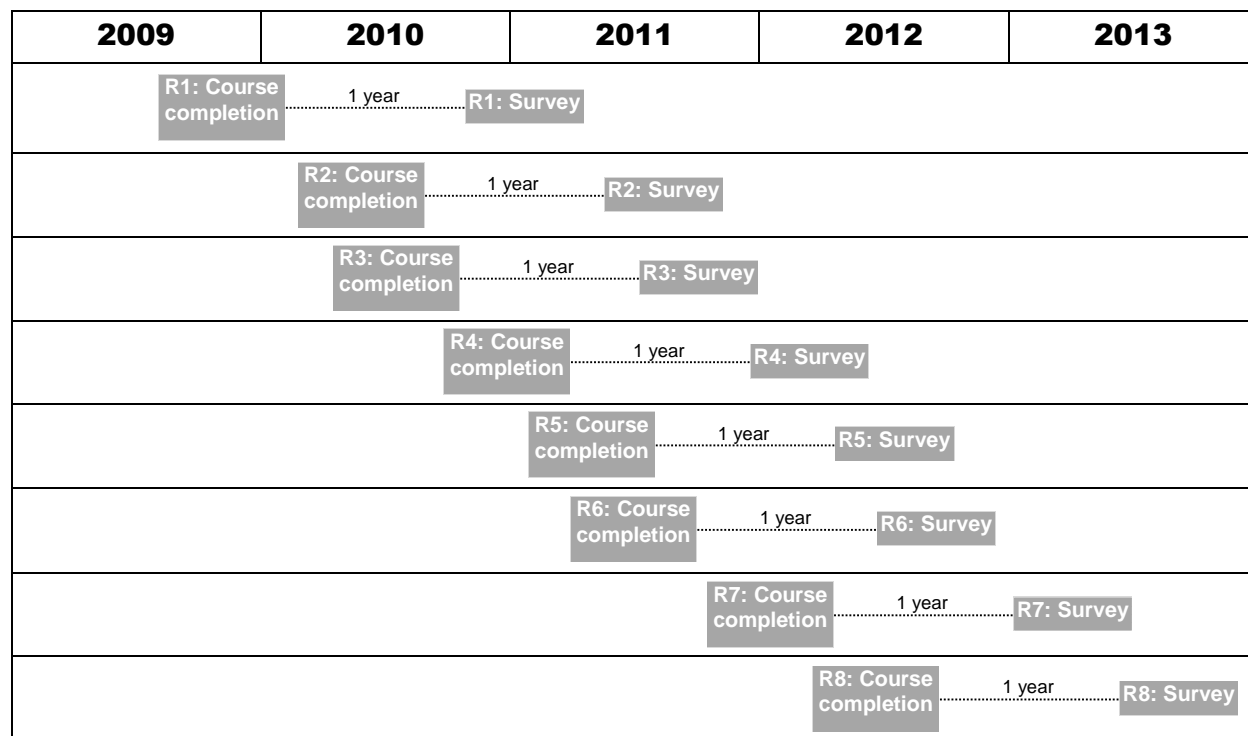 2009 2010 2011 2012 2013
R1: Course
completion
1 year
R1: Survey
R2: Course
completion
1 year
R2: Survey
R3: Course
completion
1 year
R3: Survey
R4: Course
completion
1 year
R4: Survey
R5: Course
completion
1 year
R5: Survey
R6: Course
completion
1 year
R6: Survey
R7: Course
completion
1 year
R7: Survey
R8: Course
completion
1 year
R8: Survey